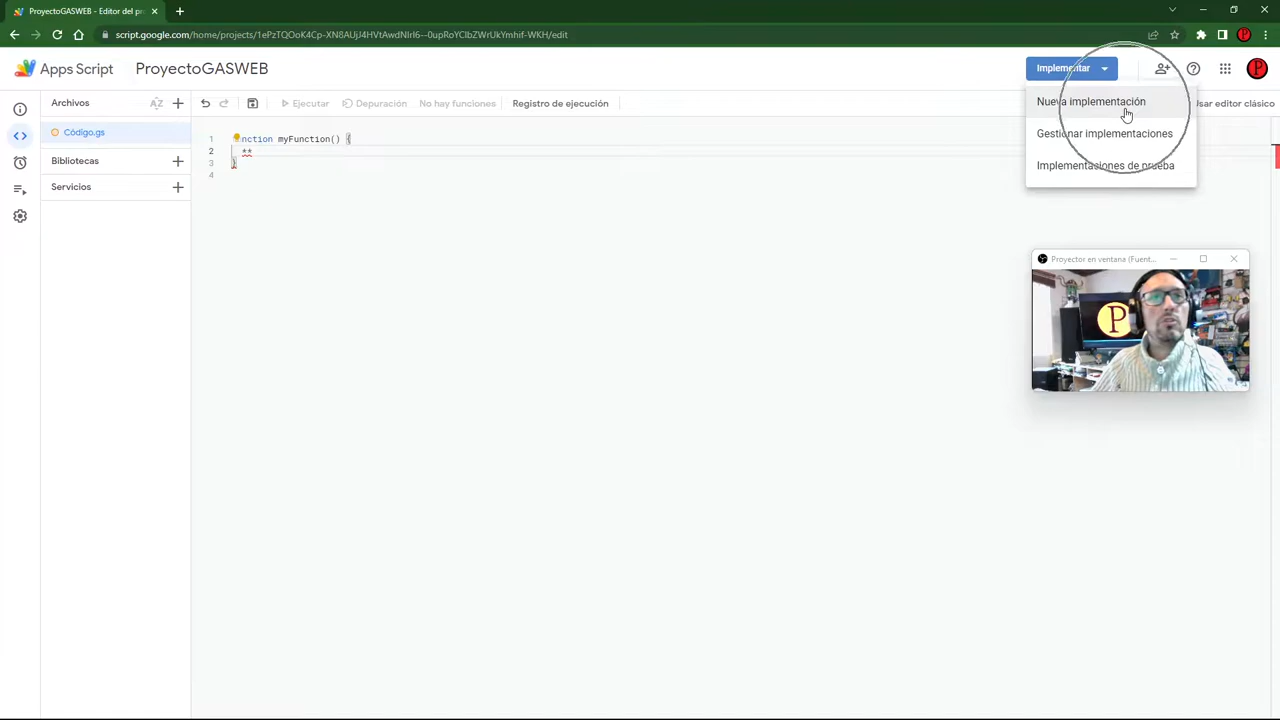 ProyectoGASWEB - Editor del pr
script.google.com/home/projects/1ePzTQOoK4Cp-XN8AUjJ4HVtAwdNlrI6--0upRoYClbZWrUkYmhif-WKH/edit
Apps Script
ProyectoGASWEB
Implementar
Archivos
Ejecutar
Depuración
No hay funciones
Registro de ejecución
Nueva implementación
Usar editor clásico
Código.gs
Gestionar implementaciones
1 nction myFunction() {
2 **
3 }
4
Bibliotecas
Implementaciones de prueba
Servicios
Proyector en ventana (Fuent...
P